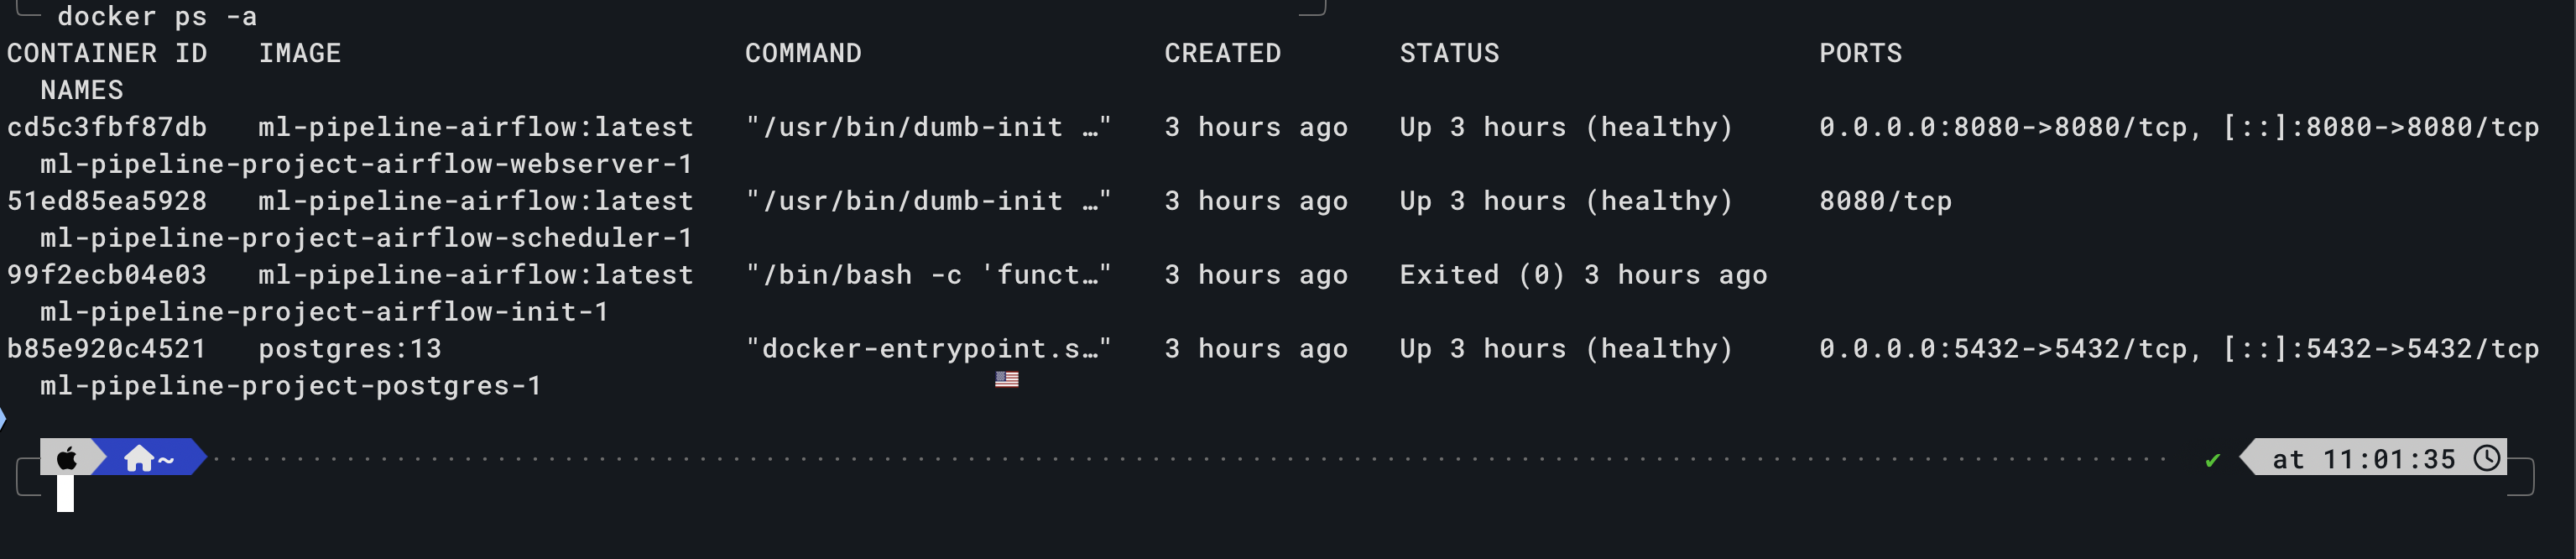 docker ps -a
CONTAINER ID   IMAGE                        COMMAND                  CREATED       STATUS                   PORTS
  NAMES
cd5c3fbf87db   ml-pipeline-airflow:latest   "/usr/bin/dumb-init …"   3 hours ago   Up 3 hours (healthy)     0.0.0.0:8080->8080/tcp, [::]:8080->8080/tcp
  ml-pipeline-project-airflow-webserver-1
51ed85ea5928   ml-pipeline-airflow:latest   "/usr/bin/dumb-init …"   3 hours ago   Up 3 hours (healthy)     8080/tcp
  ml-pipeline-project-airflow-scheduler-1
99f2ecb04e03   ml-pipeline-airflow:latest   "/bin/bash -c 'funct…"   3 hours ago   Exited (0) 3 hours ago
  ml-pipeline-project-airflow-init-1
b85e920c4521   postgres:13                  "docker-entrypoint.s…"   3 hours ago   Up 3 hours (healthy)     0.0.0.0:5432->5432/tcp, [::]:5432->5432/tcp
  ml-pipeline-project-postgres-1
~ ✔ at 11:01:35